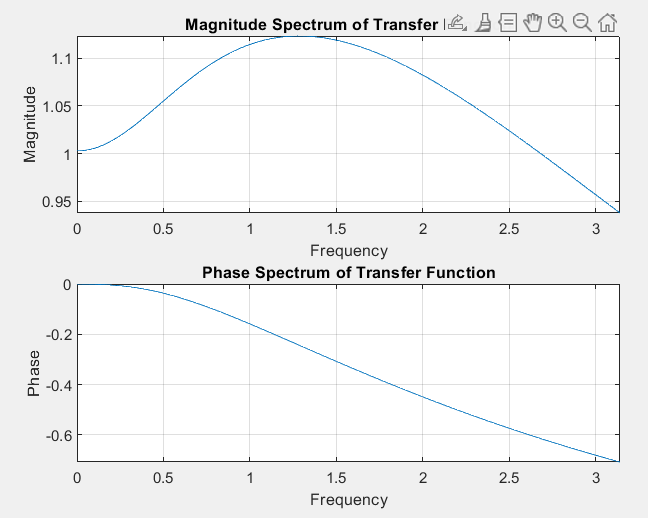 Magnitude Spectrum of Transfer
1.1
1.05
1
0.95
Magnitude
0 0.5 1 1.5 2 2.5 3
Frequency
Phase Spectrum of Transfer Function
0
-0.2
-0.4
-0.6
Phase
0 0.5 1 1.5 2 2.5 3
Frequency